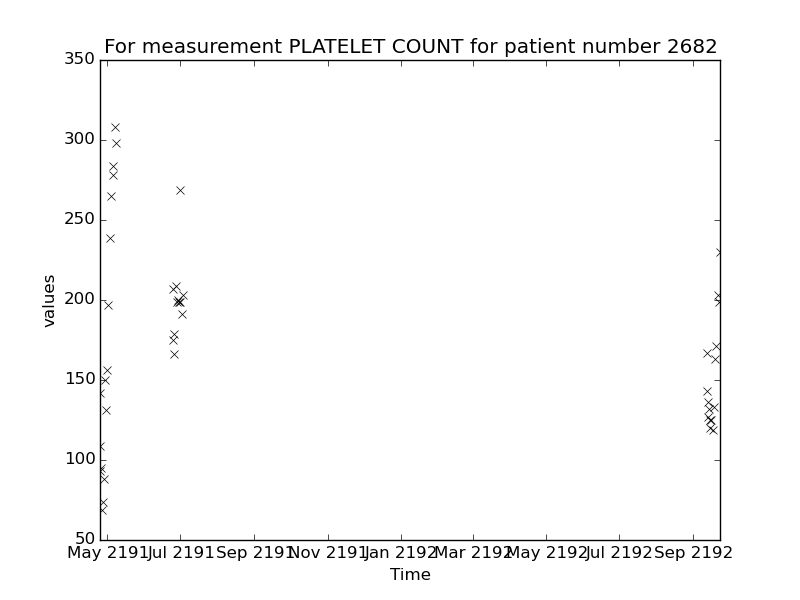 For measurement PLATELET COUNT for patient number 2682
350
300
250
200
150
100
50
values
May 2191 Jul 2191 Sep 2191 Nov 2191 Jan 2192 Mar 2192 May 2192 Jul 2192 Sep 2192
Time